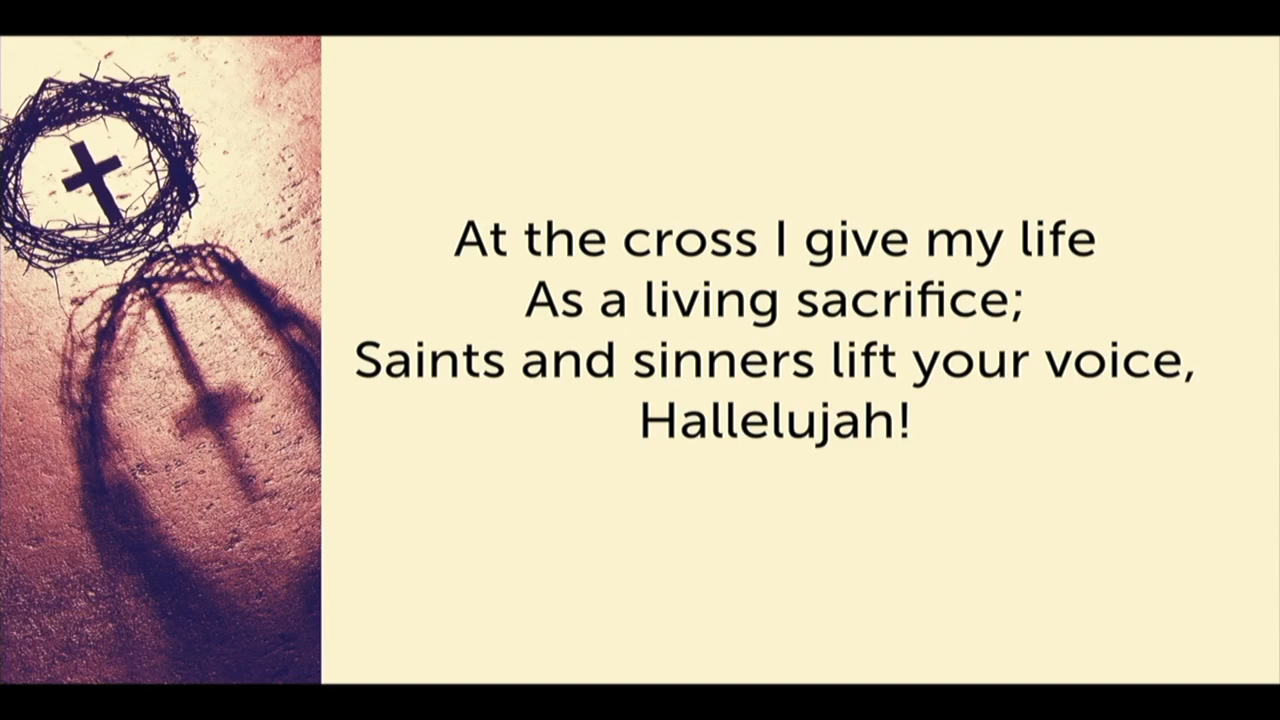 At the cross I give my life
As a living sacrifice;
Saints and sinners lift your voice,
Hallelujah!